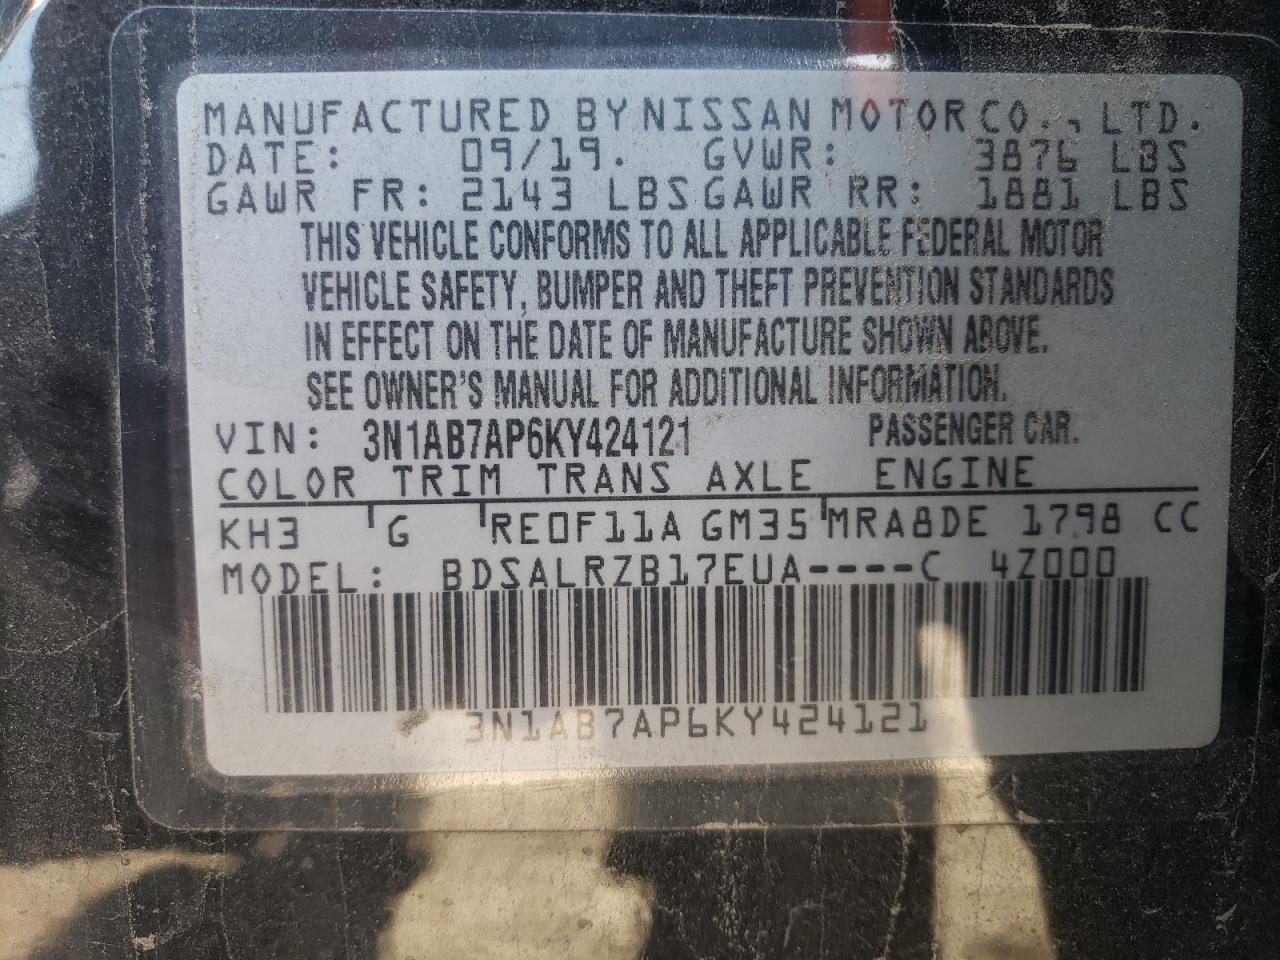 MANUFACTURED BY NISSAN MOTOR CO., LTD.
DATE: 09/19. GVWR: 3876 LBS
GAWR FR: 2143 LBS GAWR RR: 1881 LBS
THIS VEHICLE CONFORMS TO ALL APPLICABLE FEDERAL MOTOR
VEHICLE SAFETY, BUMPER AND THEFT PREVENTION STANDARDS
IN EFFECT ON THE DATE OF MANUFACTURE SHOWN ABOVE.
SEE OWNER'S MANUAL FOR ADDITIONAL INFORMATION.
VIN: 3N1AB7AP6KY424121 PASSENGER CAR.
COLOR TRIM TRANS AXLE ENGINE
KH3 G RE0F11A GM35 MRA8DE 1798 CC
MODEL: BDSALRZB17EUA----C 4Z000
3N1AB7AP6KY424121